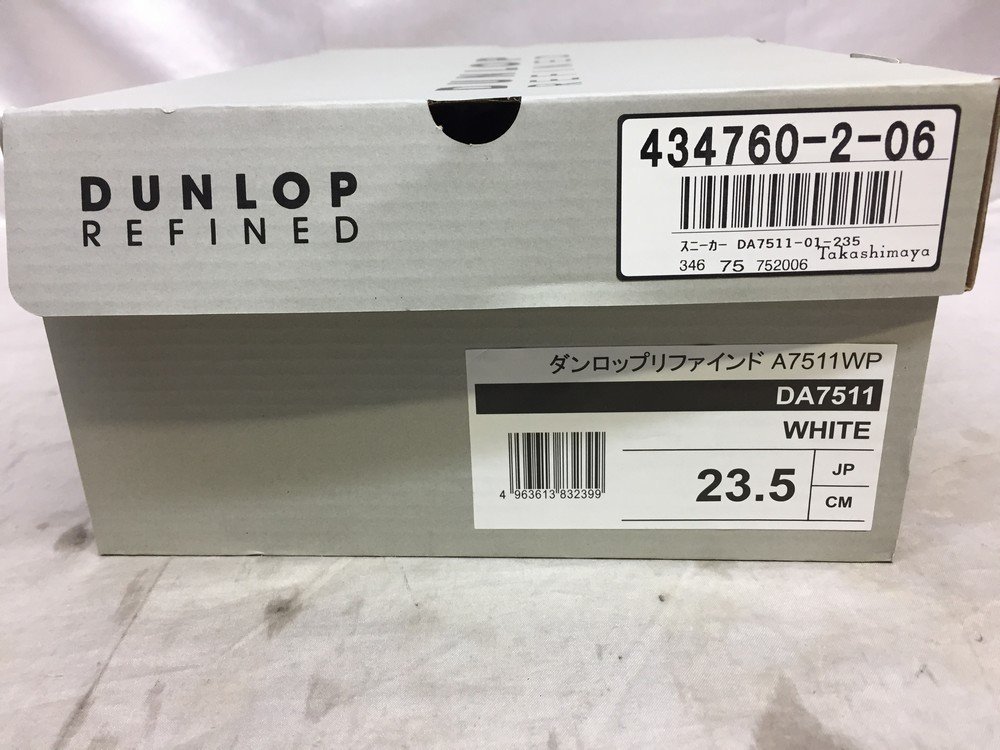 DUNLOP
REFINED
DUNLOP
REFINED
434760-2-06
スニーカー DA7511-01-235
346 75 752006 Takashimaya
ダンロップリファインド A7511WP
DA7511
WHITE
4 963613 832399
23.5
JP
CM